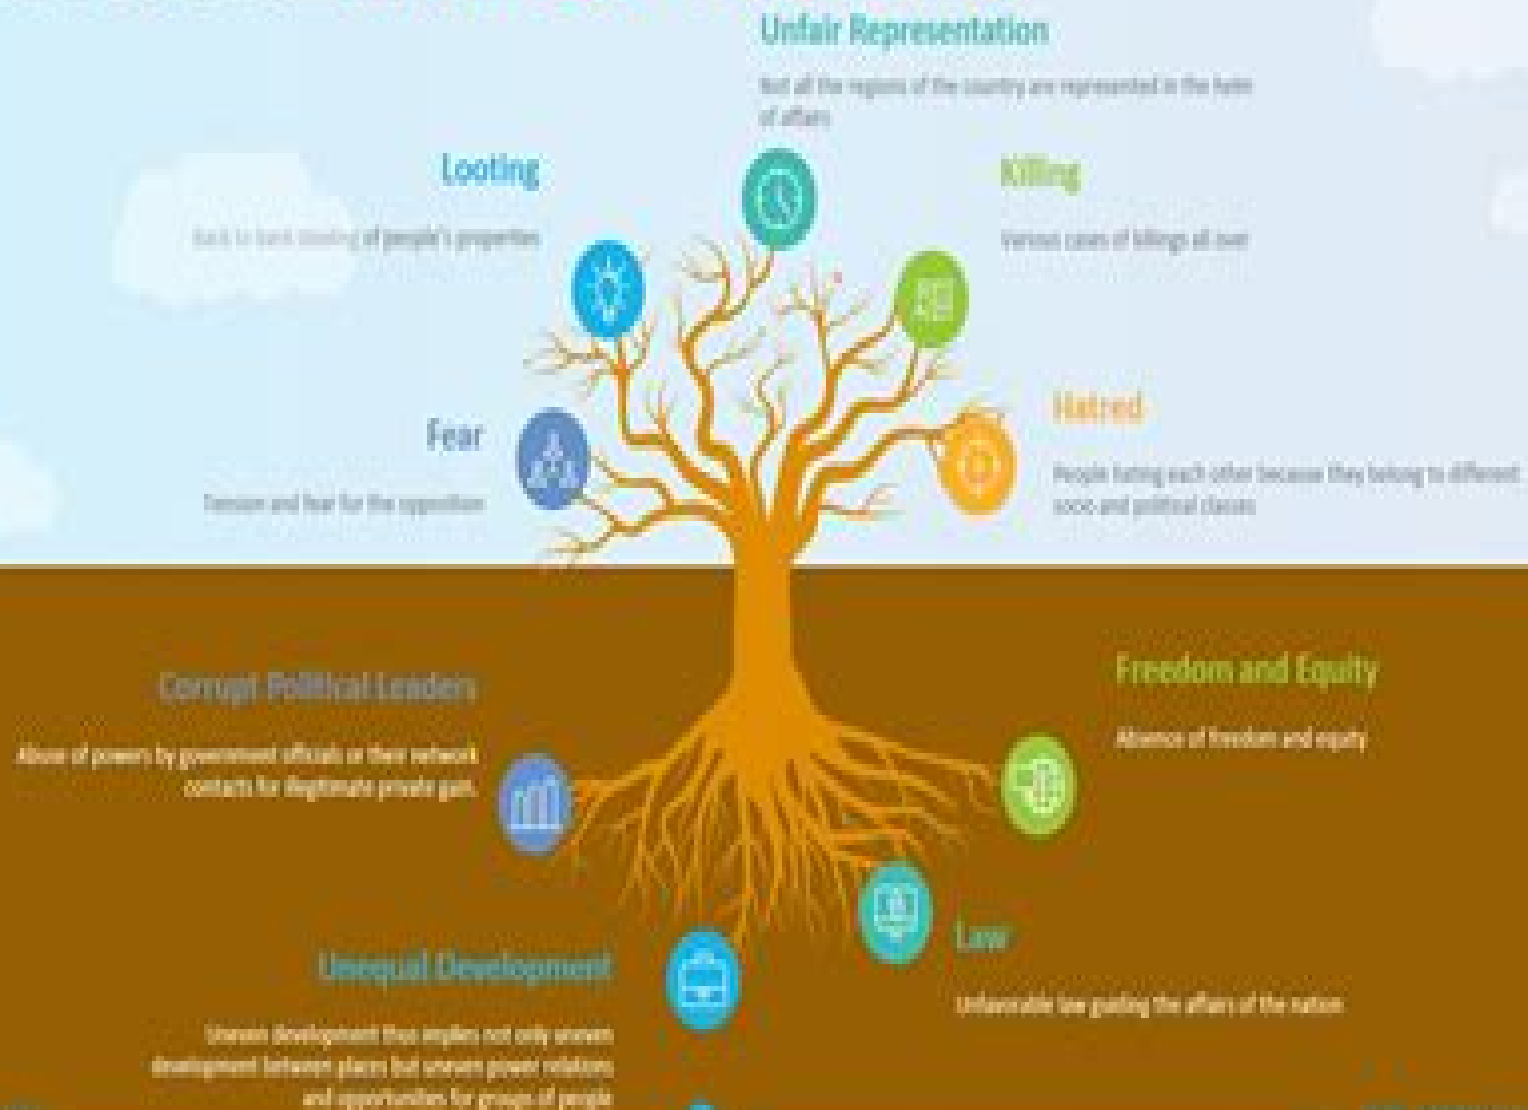 Unfair Representation
Not all the regions of the country are represented in the helm
of affairs
Looting
Back to back stealing of people's properties
Killing
Various cases of killings all over
Hatred
People hating each other because they belong to different
socio and political classes
Fear
Tension and fear for the opposition
Corrupt Political Leaders
Abuse of powers by government officials or their network
contacts for illegitimate private gain.
Freedom and Equity
Absence of freedom and equity
Law
Unfavorable law guiding the affairs of the nation
Unequal Development
Uneven development thus implies not only uneven
development between places but uneven power relations
and opportunities for groups of people